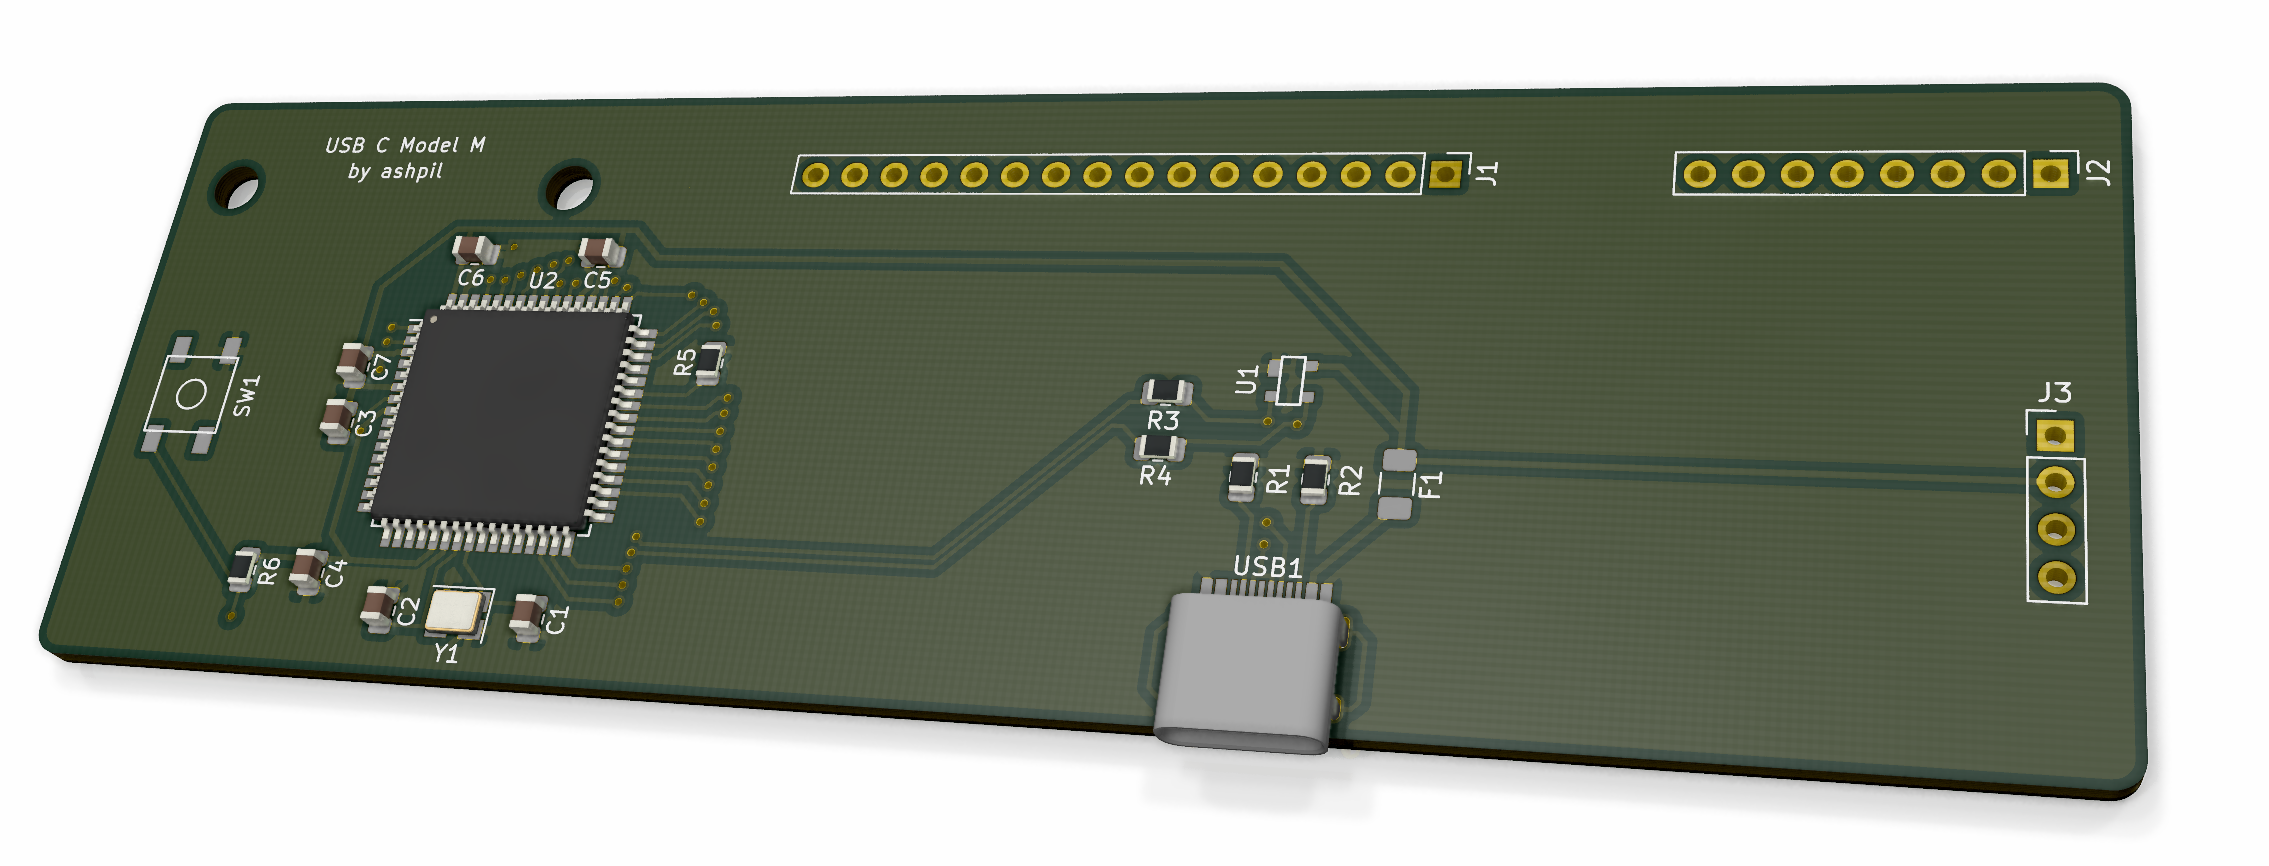 USB C Model M
by ashpil
J1
J2
C6
U2
C5
C7
R5
C3
SW1
U1
R3
R4
R1
R2
F1
J3
R6
C4
C2
C1
Y1
USB1